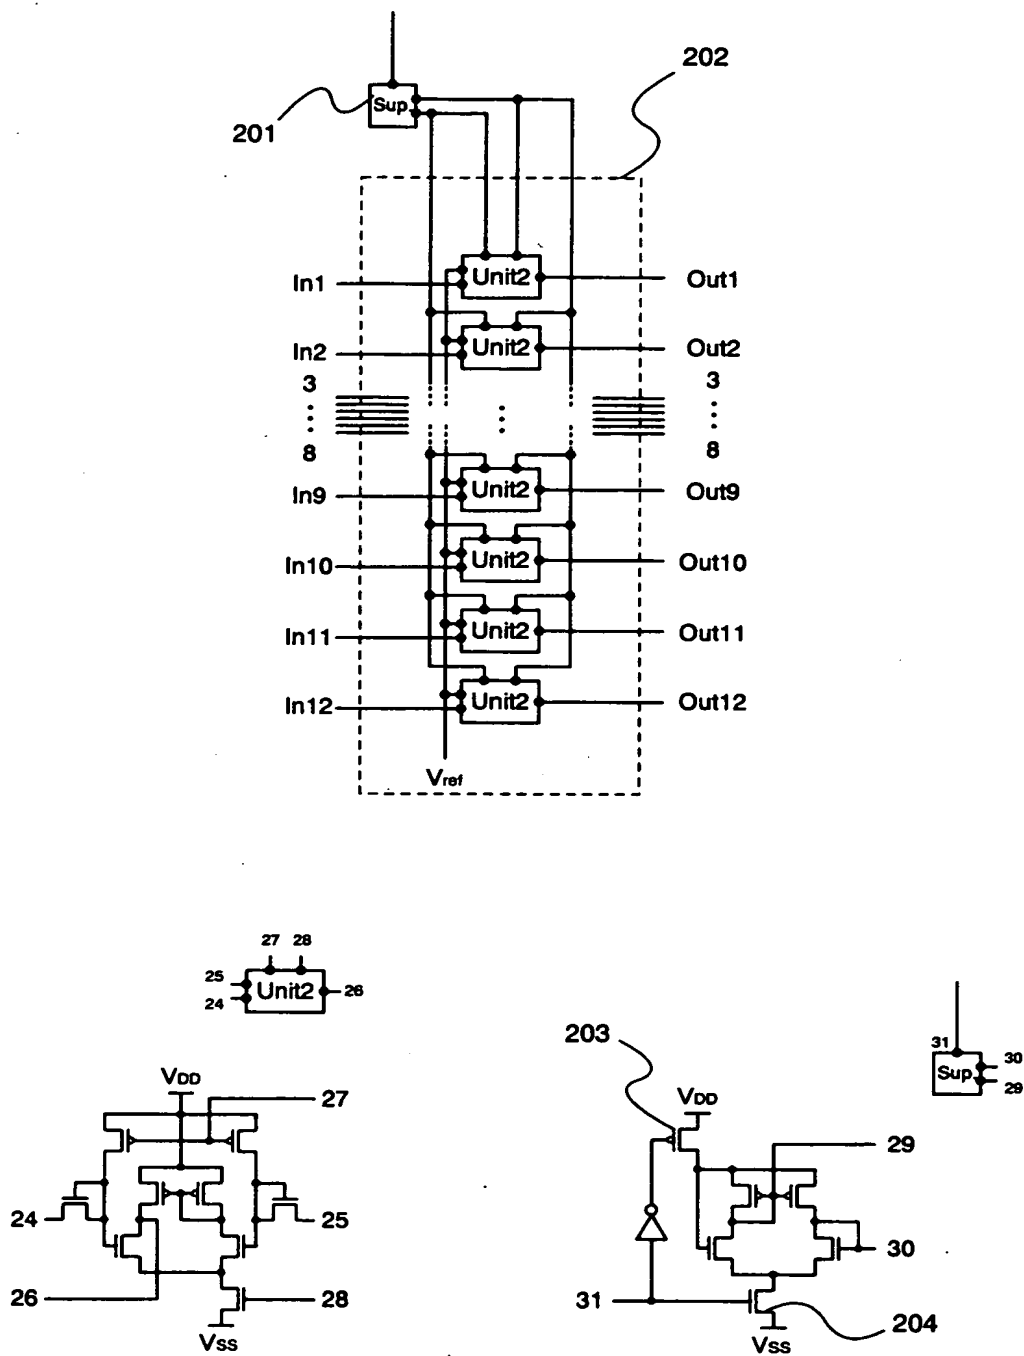 202
Sup
201
In1 Unit2 Out1
In2 Unit2 Out2
3 3
8 8
In9 Unit2 Out9
In10 Unit2 Out10
In11 Unit2 Out11
In12 Unit2 Out12
Vref
27 28
25
24 Unit2 26
VDD
27
24 25
26 28
VSS
203
31
30
Sup
29
VDD
29
30
31
204
VSS